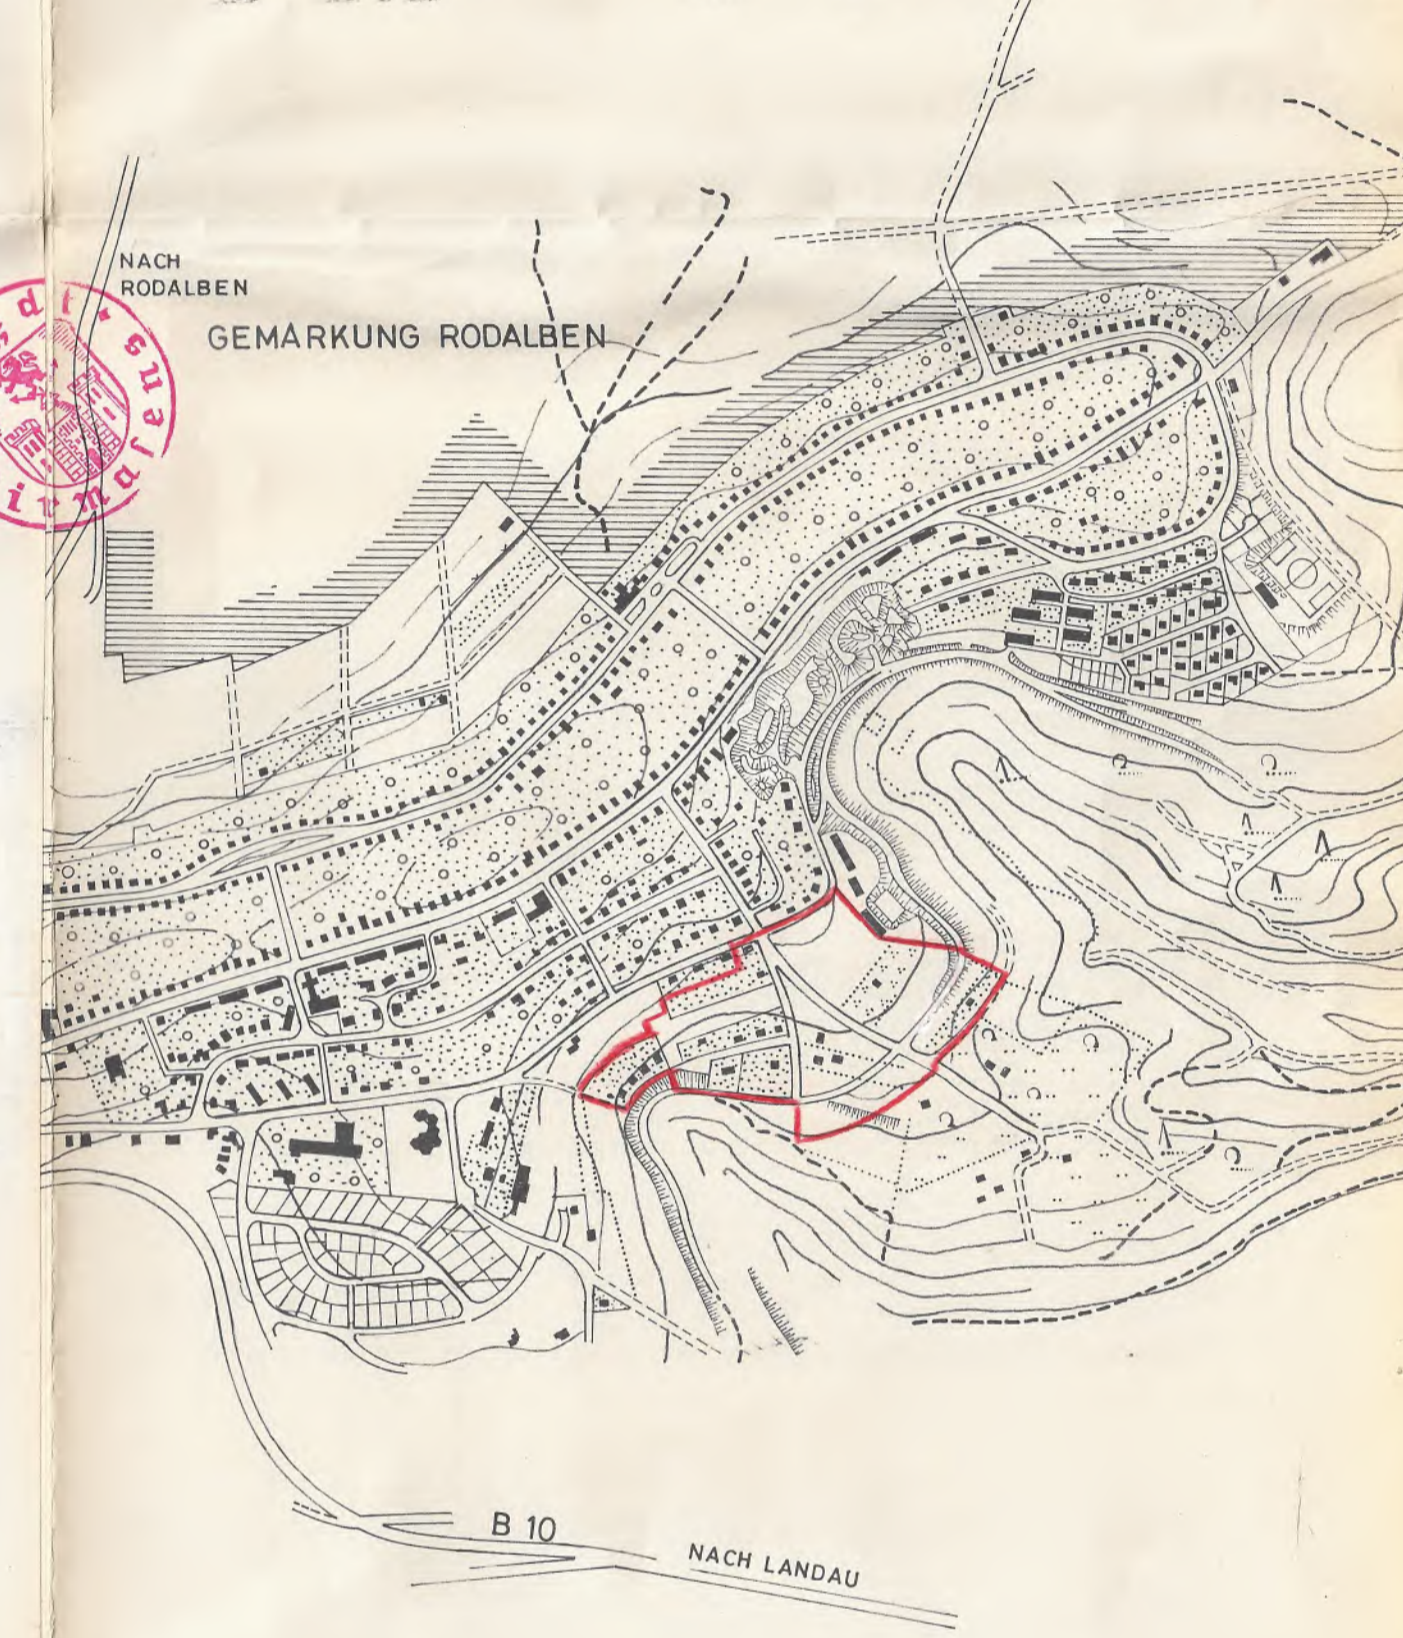 NACH
RODALBEN
GEMARKUNG RODALBEN
B 10
NACH LANDAU